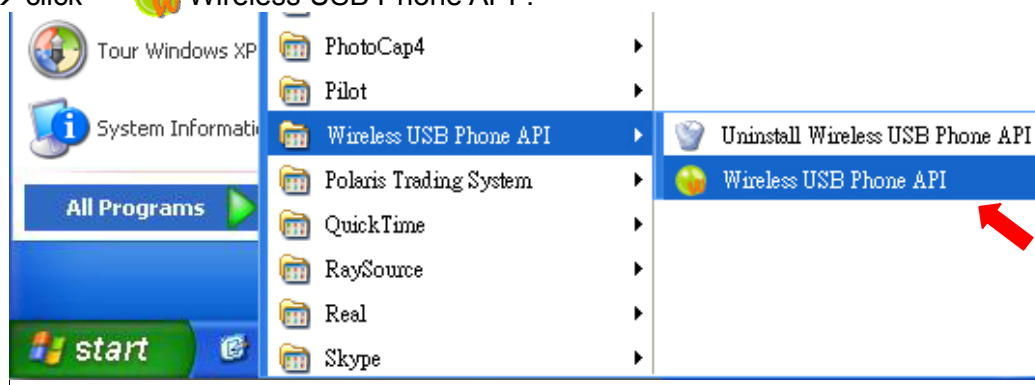 click Wireless USB Phone API .
Tour Windows XP
System Informati
All Programs
start
PhotoCap4
Pilot
Wireless USB Phone API
Polaris Trading System
QuickTime
RaySource
Real
Skype
Uninstall Wireless USB Phone API
Wireless USB Phone API